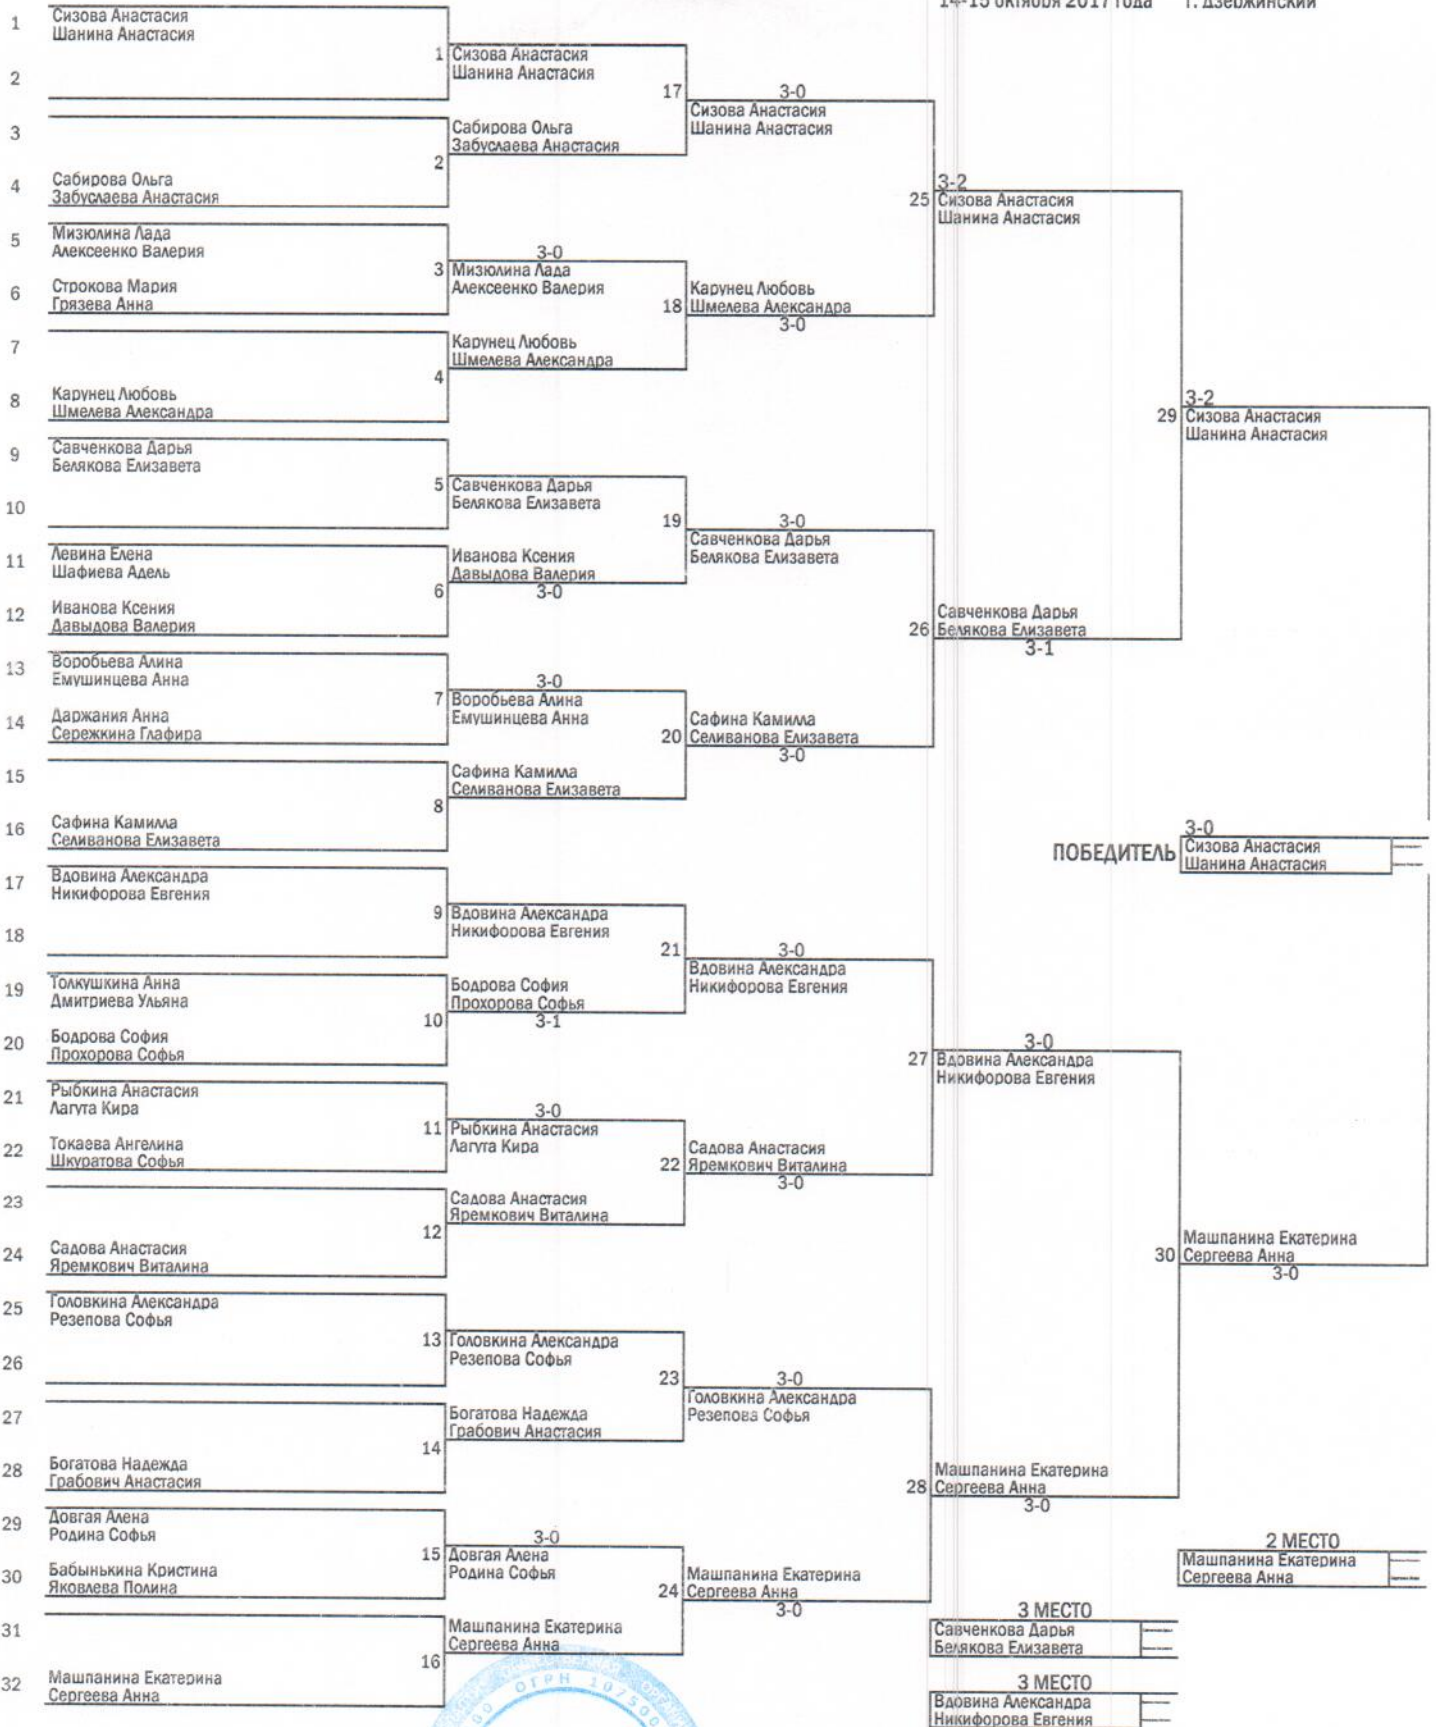 14-15 октября 2017 года г. Дзержинский
1
Сизова Анастасия
Шанина Анастасия
2
3
4
Сабирова Ольга
Забуслаева Анастасия
5
Мизюлина Лада
Алексеенко Валерия
6
Строкова Мария
Грязева Анна
7
8
Карунец Любовь
Шмелева Александра
9
Савченкова Дарья
Белякова Елизавета
10
11
Левина Елена
Шафиева Адель
12
Иванова Ксения
Давыдова Валерия
13
Воробьева Алина
Емушинцева Анна
14
Даржания Анна
Сережкина Глафира
15
16
Сафина Камилла
Селиванова Елизавета
17
Вдовина Александра
Никифорова Евгения
18
19
Толкушкина Анна
Дмитриева Ульяна
20
Бодрова София
Прохорова Софья
21
Рыбкина Анастасия
Лагута Кира
22
Токаева Ангелина
Шкуратова Софья
23
24
Садова Анастасия
Яремкович Виталина
25
Головкина Александра
Резепова Софья
26
27
28
Богатова Надежда
Грабович Анастасия
29
Довгая Алена
Родина Софья
30
Бабынькина Кристина
Яковлева Полина
31
32
Машпанина Екатерина
Сергеева Анна
1
Сизова Анастасия
Шанина Анастасия
Сабирова Ольга
Забуслаева Анастасия
2
3-0
3
Мизюлина Лада
Алексеенко Валерия
Карунец Любовь
Шмелева Александра
4
5
Савченкова Дарья
Белякова Елизавета
Иванова Ксения
Давыдова Валерия
6
3-0
3-0
7
Воробьева Алина
Емушинцева Анна
Сафина Камилла
Селиванова Елизавета
8
9
Вдовина Александра
Никифорова Евгения
Бодрова София
Прохорова Софья
10
3-1
3-0
11
Рыбкина Анастасия
Лагута Кира
Садова Анастасия
Яремкович Виталина
12
13
Головкина Александра
Резепова Софья
Богатова Надежда
Грабович Анастасия
14
3-0
15
Довгая Алена
Родина Софья
Машпанина Екатерина
Сергеева Анна
16
17
3-0
Сизова Анастасия
Шанина Анастасия
Карунец Любовь
18
Шмелева Александра
3-0
19
3-0
Савченкова Дарья
Белякова Елизавета
Сафина Камилла
20
Селиванова Елизавета
3-0
21
3-0
Вдовина Александра
Никифорова Евгения
Садова Анастасия
22
Яремкович Виталина
3-0
23
3-0
Головкина Александра
Резепова Софья
Машпанина Екатерина
24
Сергеева Анна
3-0
3-2
25
Сизова Анастасия
Шанина Анастасия
Савченкова Дарья
26
Белякова Елизавета
3-1
3-0
27
Вдовина Александра
Никифорова Евгения
Машпанина Екатерина
28
Сергеева Анна
3-0
3-2
29
Сизова Анастасия
Шанина Анастасия
3-0
ПОБЕДИТЕЛЬ
Сизова Анастасия
Шанина Анастасия
Машпанина Екатерина
30
Сергеева Анна
3-0
2 МЕСТО
Машпанина Екатерина
Сергеева Анна
3 МЕСТО
Савченкова Дарья
Белякова Елизавета
3 МЕСТО
Вдовина Александра
Никифорова Евгения
ОГРН 107500